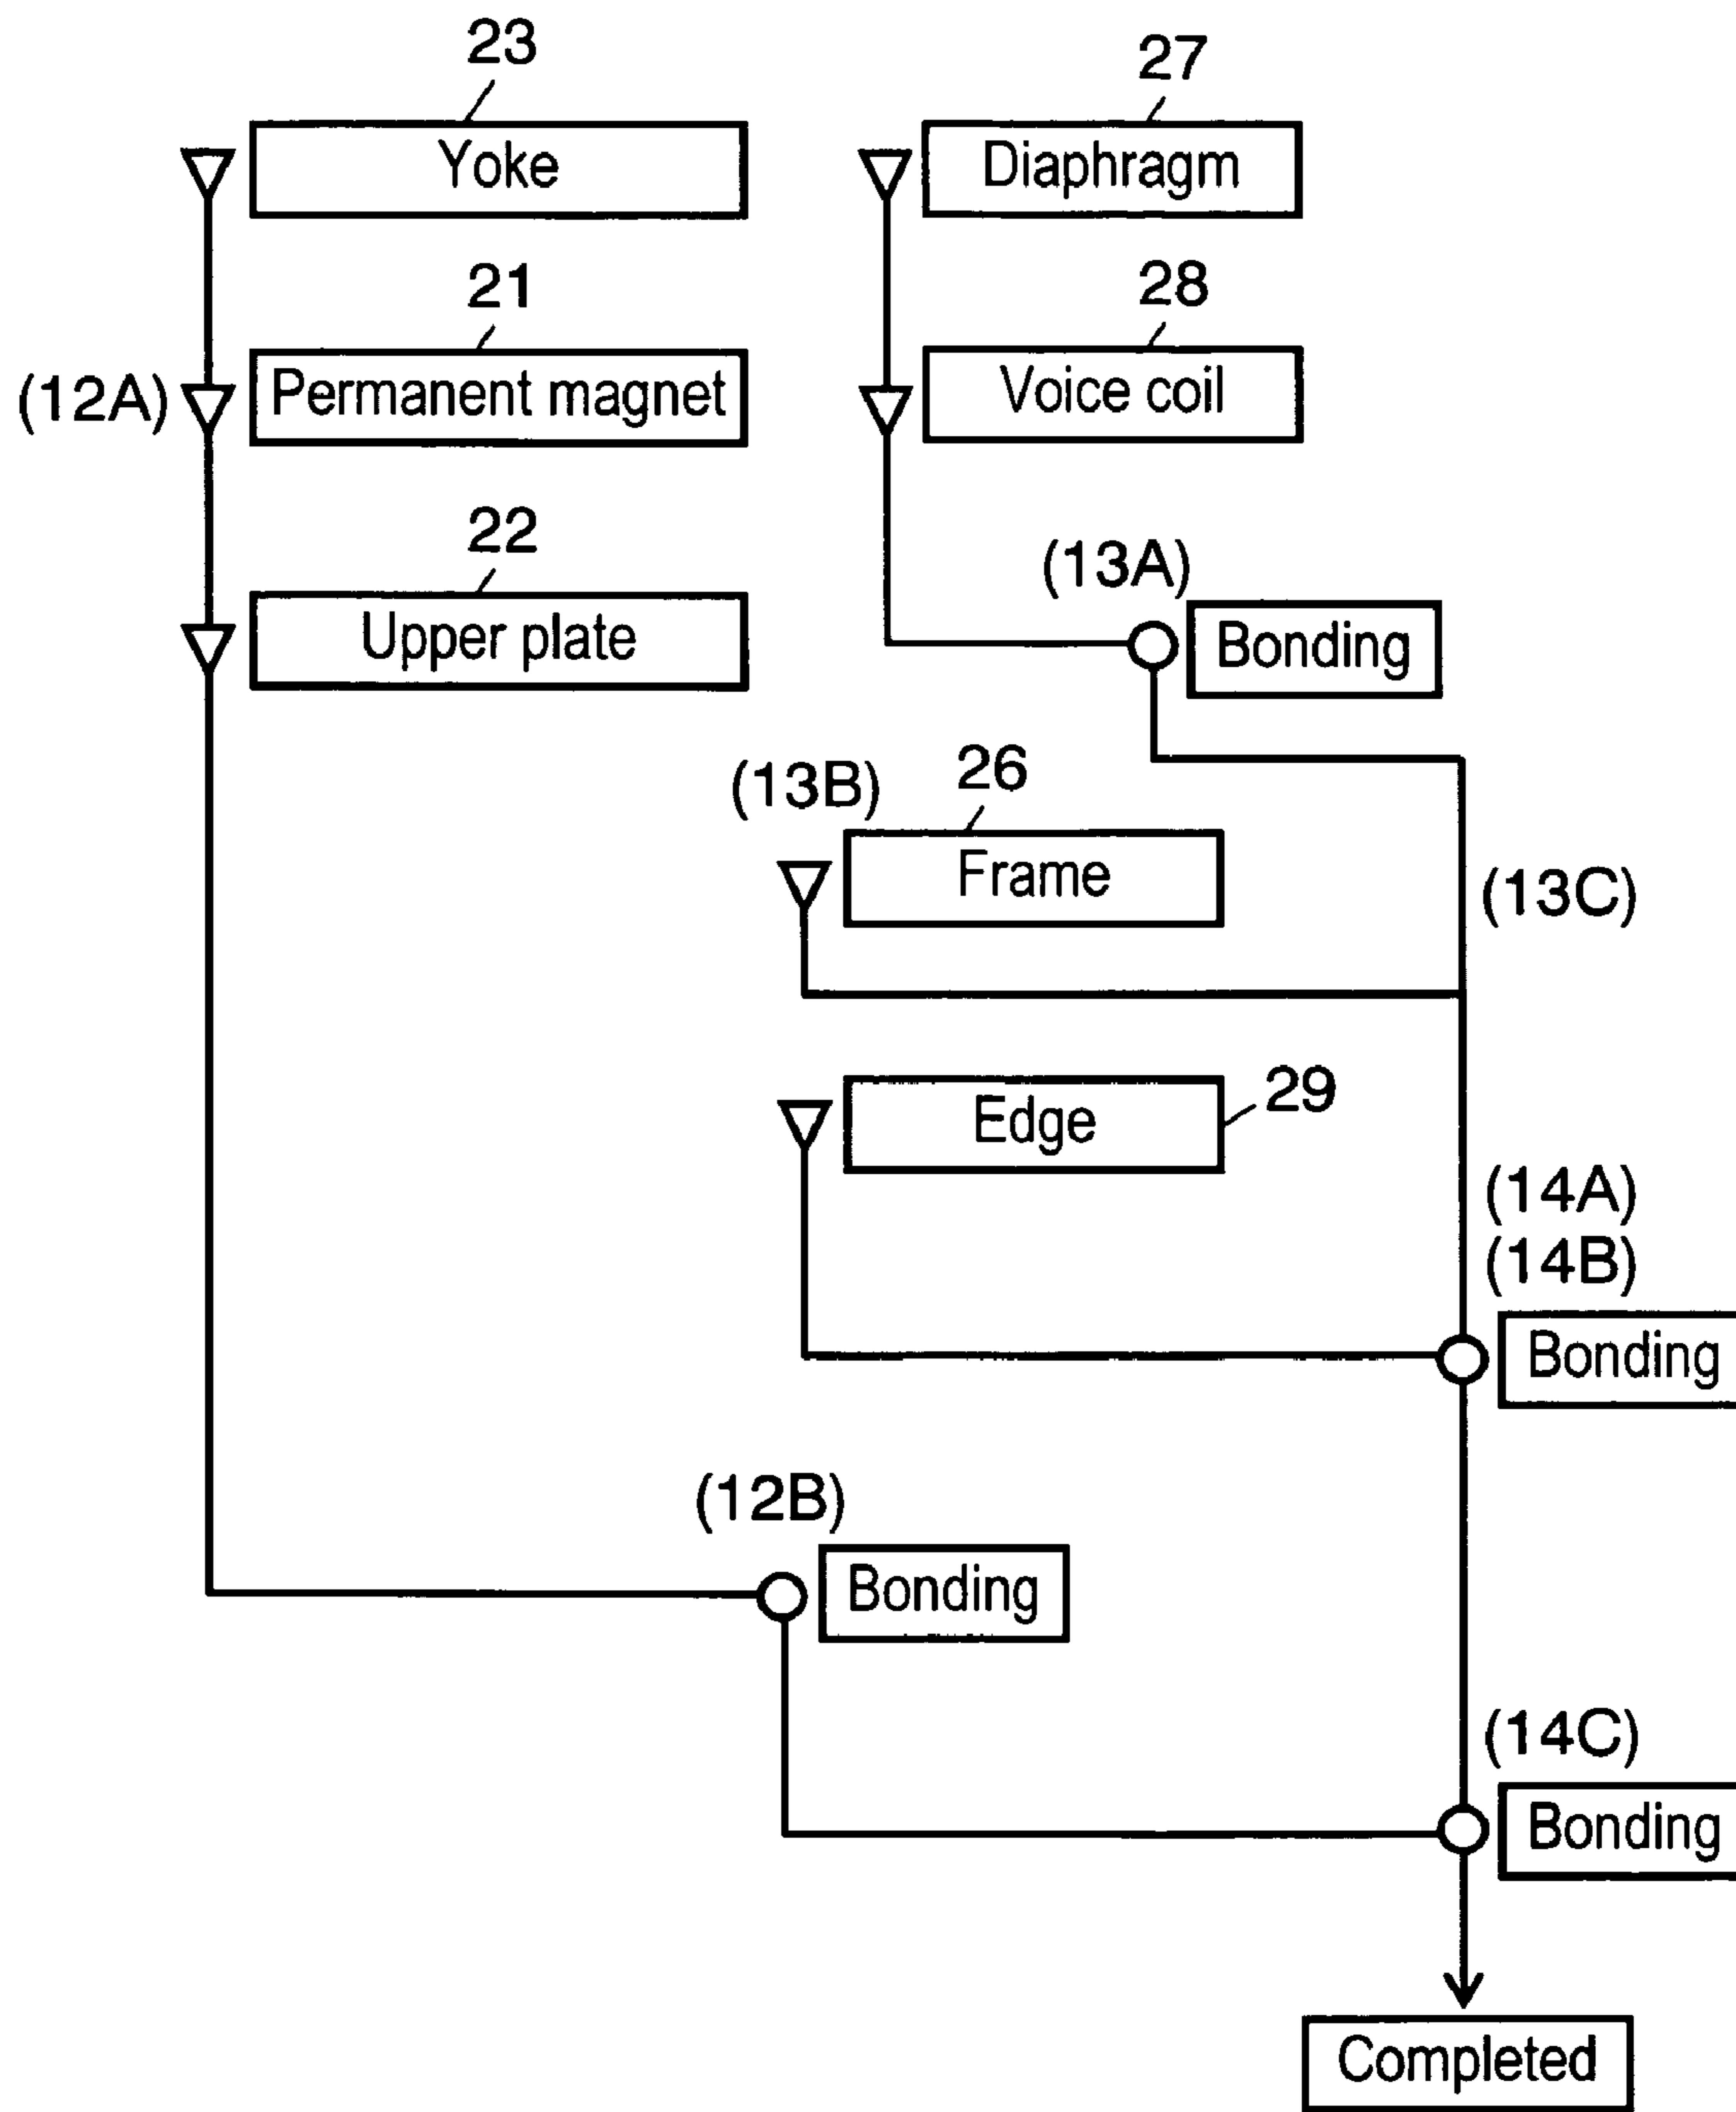 23
27
Yoke
Diaphragm
21
28
(12A)
Permanent magnet
Voice coil
22
(13A)
Upper plate
Bonding
(13B)
26
Frame
(13C)
Edge
29
(14A)
(14B)
Bonding
(12B)
Bonding
(14C)
Bonding
Completed